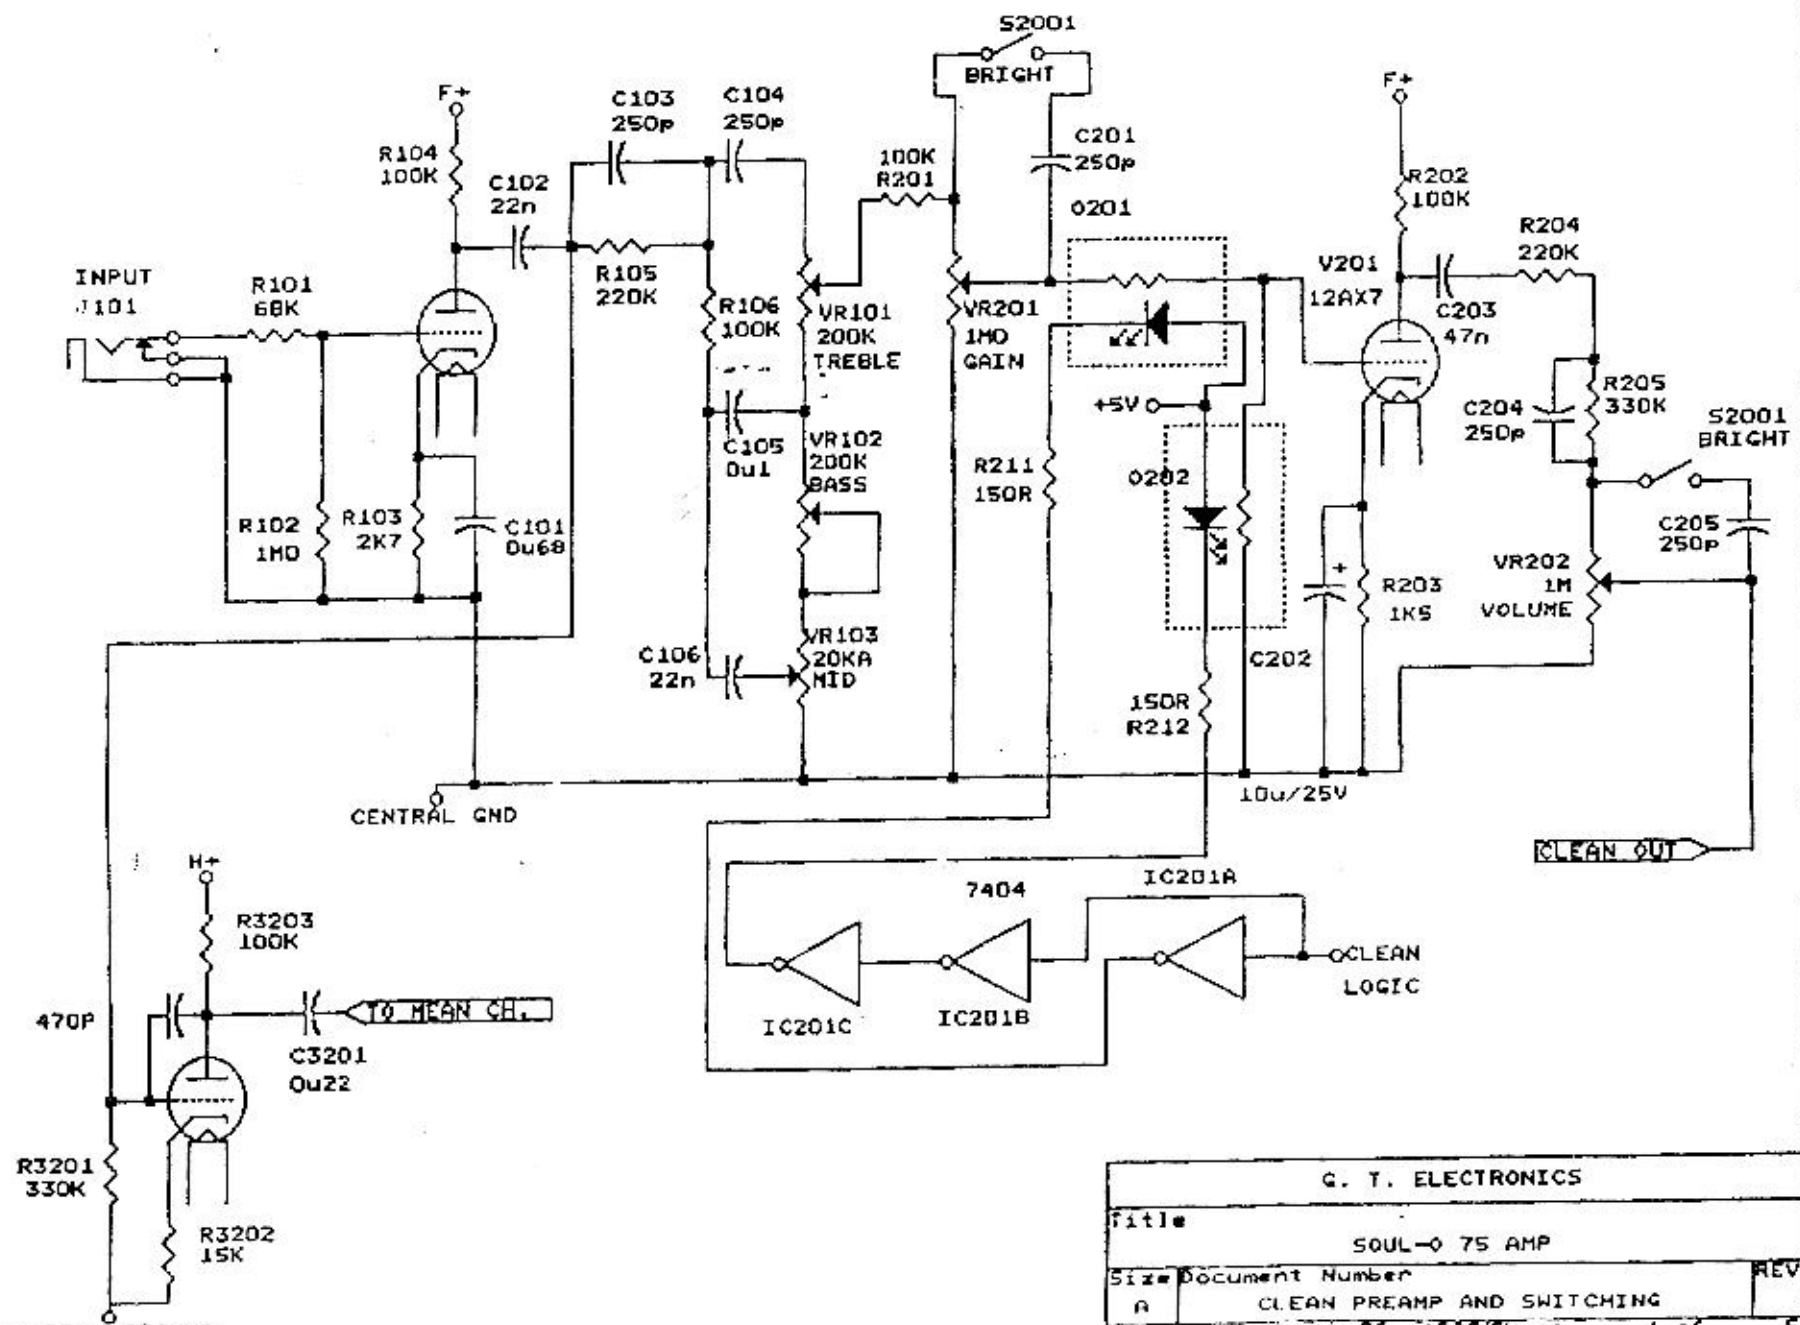 S2001
BRIGHT
F+
C103
250p
C104
250p
R104
100K
C102
22n
100K
R201
C201
250p
O201
F+
R202
100K
R204
220K
INPUT
J101
R101
68K
R105
220K
R106
100K
VR101
200K
TREBLE
VR201
1MO
GAIN
V201
12AX7
C203
47n
+5V
C204
250p
R205
330K
S2001
BRIGHT
C105
0u1
VR102
200K
BASS
R211
150R
O202
R102
1MO
R103
2K7
C101
0u68
C205
250p
VR202
1M
VOLUME
+
R203
1K5
C106
22n
VR103
20KA
MID
C202
150R
R212
10u/25V
CENTRAL GND
CLEAN OUT
H+
R3203
100K
7404
IC201A
CLEAN
LOGIC
470P
TO MEAN CH.
C3201
0u22
IC201C
IC201B
R3201
330K
R3202
15K
G. T. ELECTRONICS
Title
SOUL-O 75 AMP
Size
Document Number
REV
A
CLEAN PREAMP AND SWITCHING